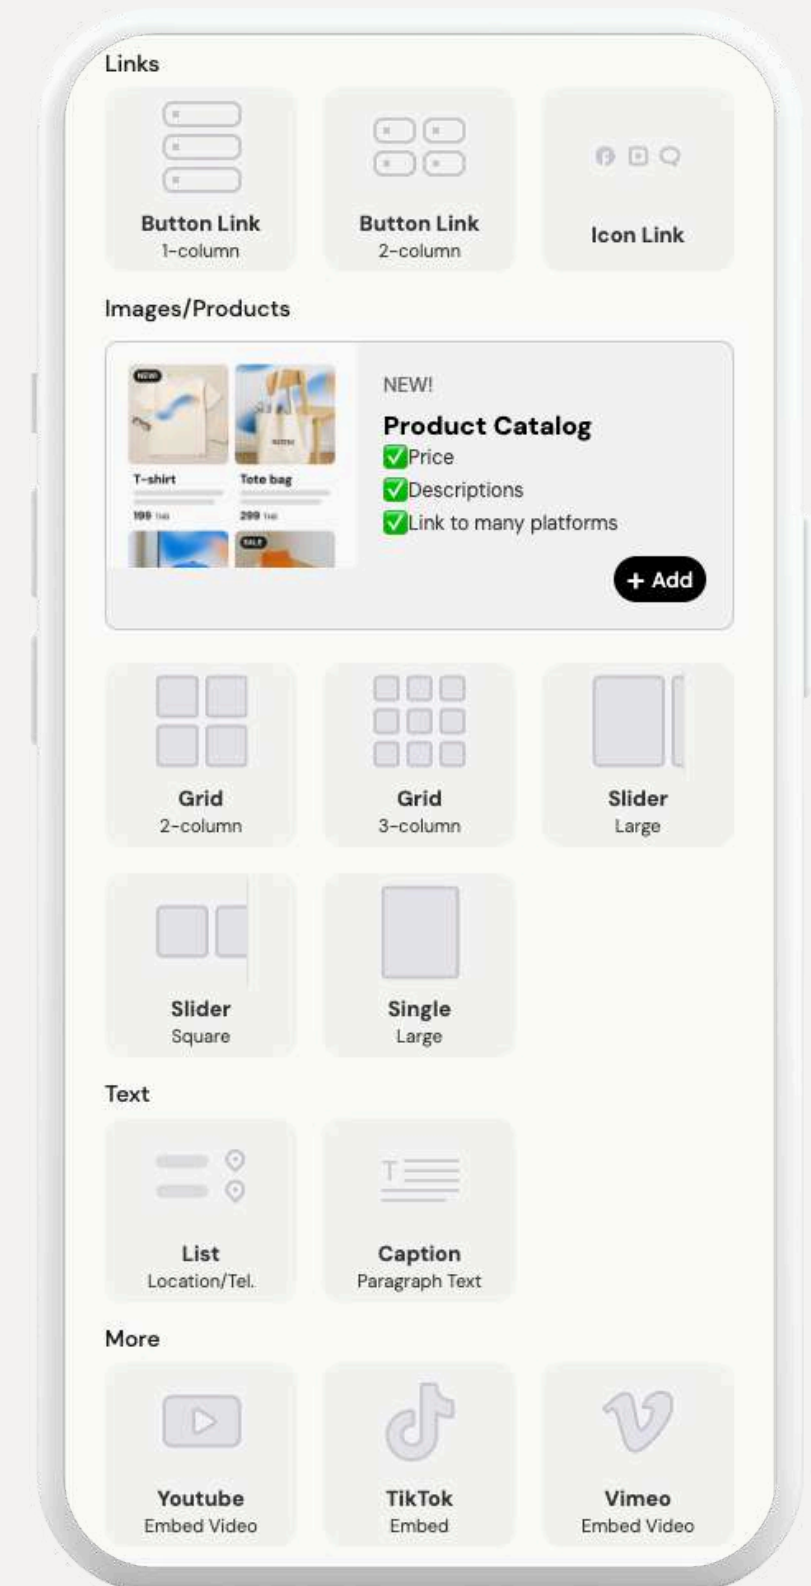 Links
Button Link
1-column
Button Link
2-column
Icon Link
Images/Products
NEW!
T-shirt
199 THB
Tote bag
299 THB
SALE
NEW!
Product Catalog
✅Price
✅Descriptions
✅Link to many platforms
+ Add
Grid
2-column
Grid
3-column
Slider
Large
Slider
Square
Single
Large
Text
List
Location/Tel.
T
Caption
Paragraph Text
More
Youtube
Embed Video
TikTok
Embed
Vimeo
Embed Video